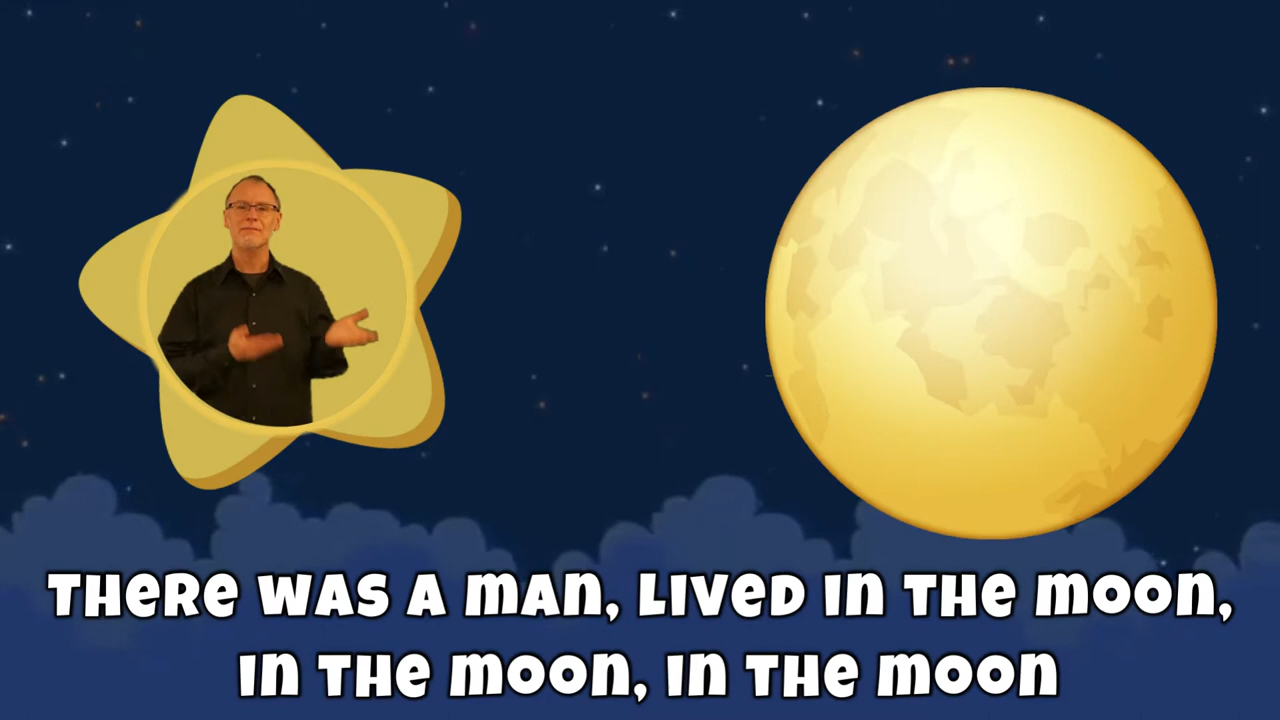 THERE WAS A MAN, LIVED IN THE MOON,
IN THE MOON, IN THE MOON